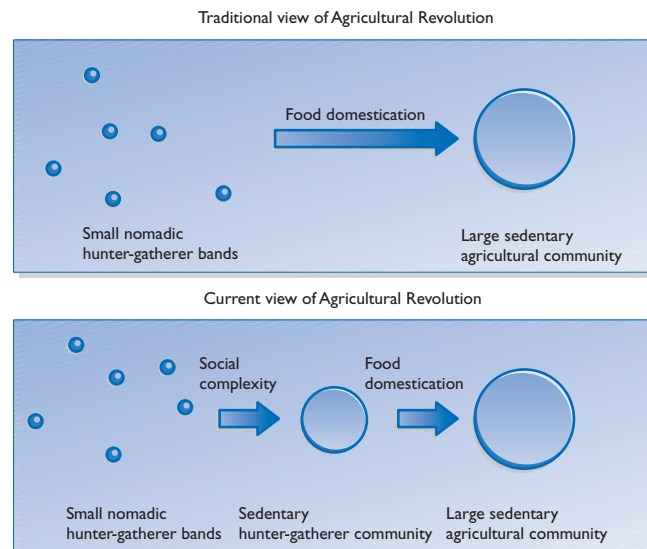 Traditional view of Agricultural Revolution
Food domestication
Small nomadic
hunter-gatherer bands
Large sedentary
agricultural community
Current view of Agricultural Revolution
Social
complexity
Food
domestication
Small nomadic
hunter-gatherer bands
Sedentary
hunter-gatherer community
Large sedentary
agricultural community